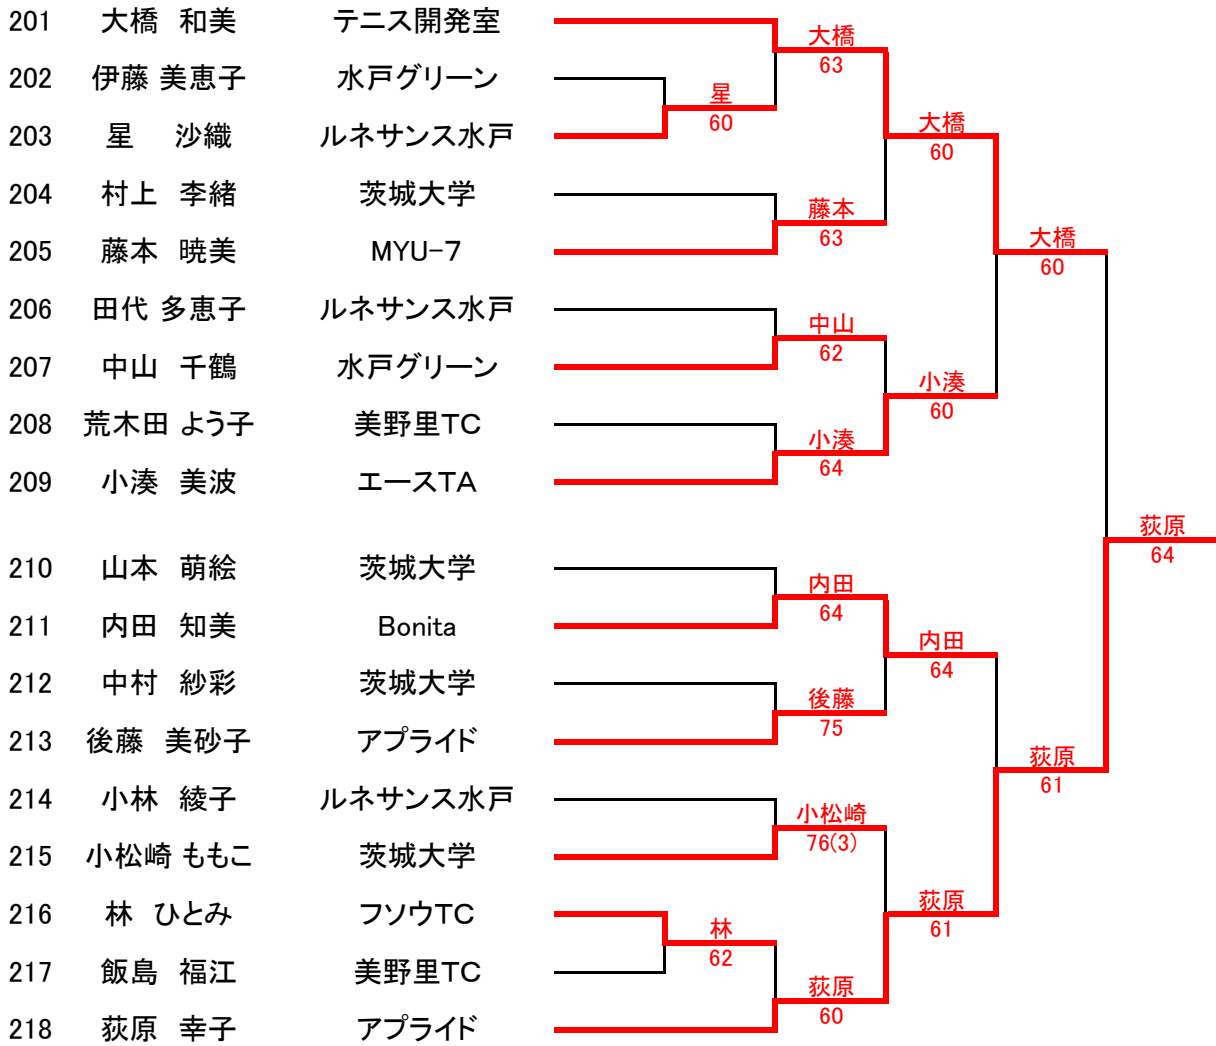 201 大橋 和美 テニス開発室
大橋
63
202 伊藤 美恵子 水戸グリーン
星
60
203 星 沙織 ルネサンス水戸
大橋
60
204 村上 李緒 茨城大学
藤本
63
205 藤本 暁美 MYU-7
大橋
60
206 田代 多恵子 ルネサンス水戸
中山
62
207 中山 千鶴 水戸グリーン
小湊
60
208 荒木田 よう子 美野里TC
小湊
64
209 小湊 美波 エースTA
荻原
64
210 山本 萌絵 茨城大学
内田
64
211 内田 知美 Bonita
内田
64
212 中村 紗彩 茨城大学
後藤
75
213 後藤 美砂子 アプライド
荻原
61
214 小林 綾子 ルネサンス水戸
小松崎
76(3)
215 小松崎 ももこ 茨城大学
荻原
61
216 林 ひとみ フソウTC
林
62
217 飯島 福江 美野里TC
荻原
60
218 荻原 幸子 アプライド